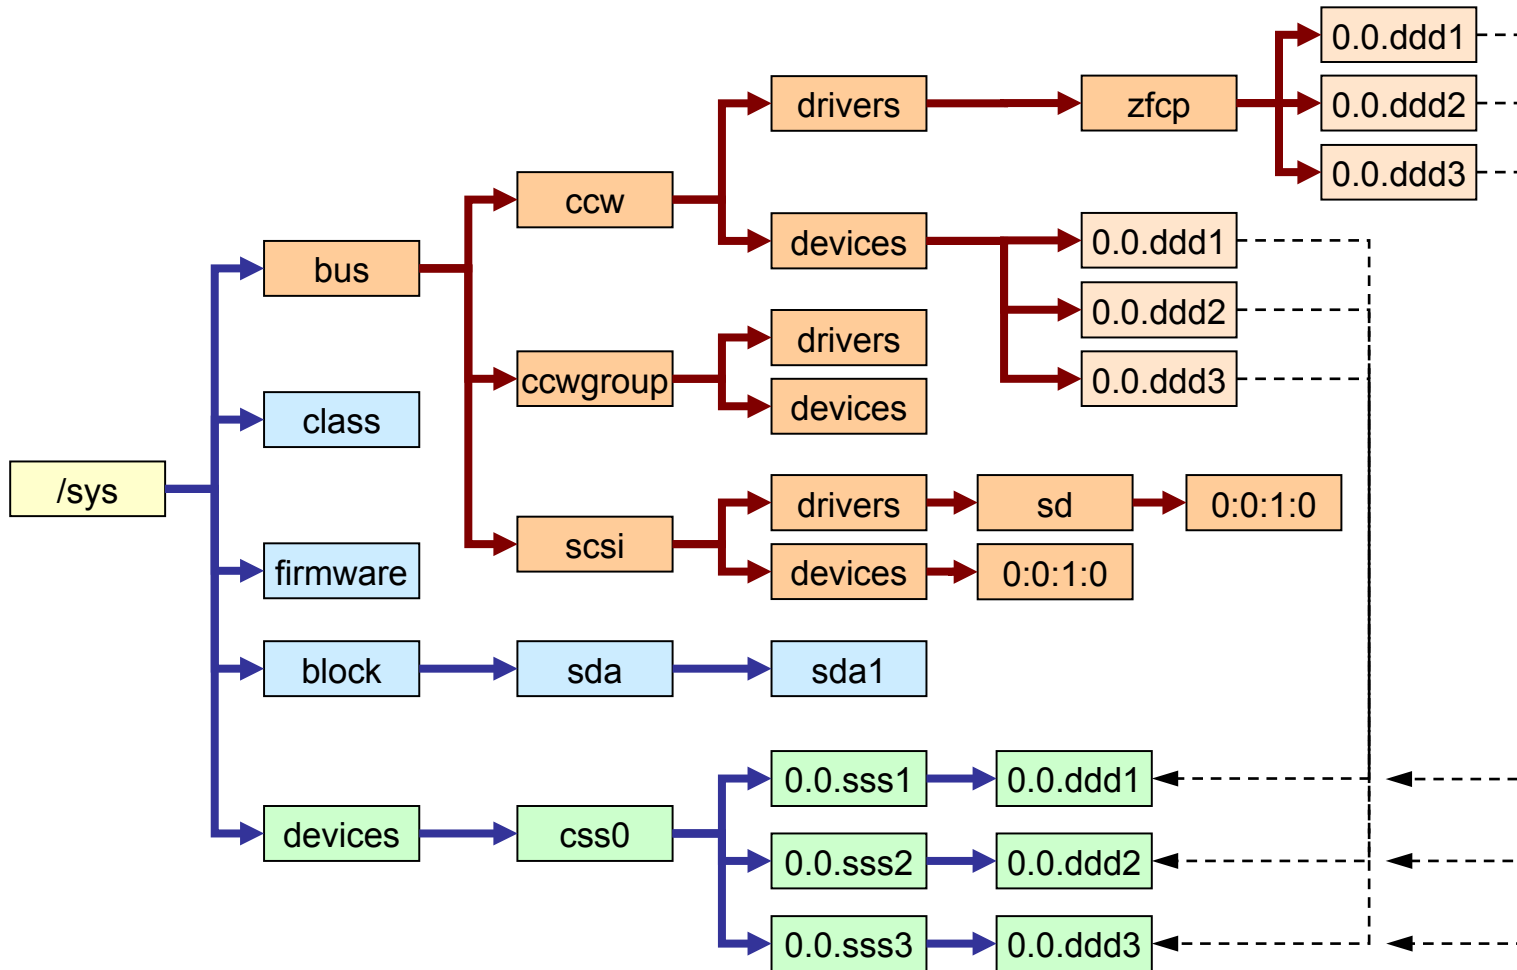 /sys
bus
ccw
drivers
zfcp
0.0.ddd1
0.0.ddd2
0.0.ddd3
devices
0.0.ddd1
0.0.ddd2
0.0.ddd3
ccwgroup
drivers
devices
scsi
drivers
sd
0:0:1:0
devices
0:0:1:0
class
firmware
block
sda
sda1
devices
css0
0.0.sss1
0.0.ddd1
0.0.sss2
0.0.ddd2
0.0.sss3
0.0.ddd3